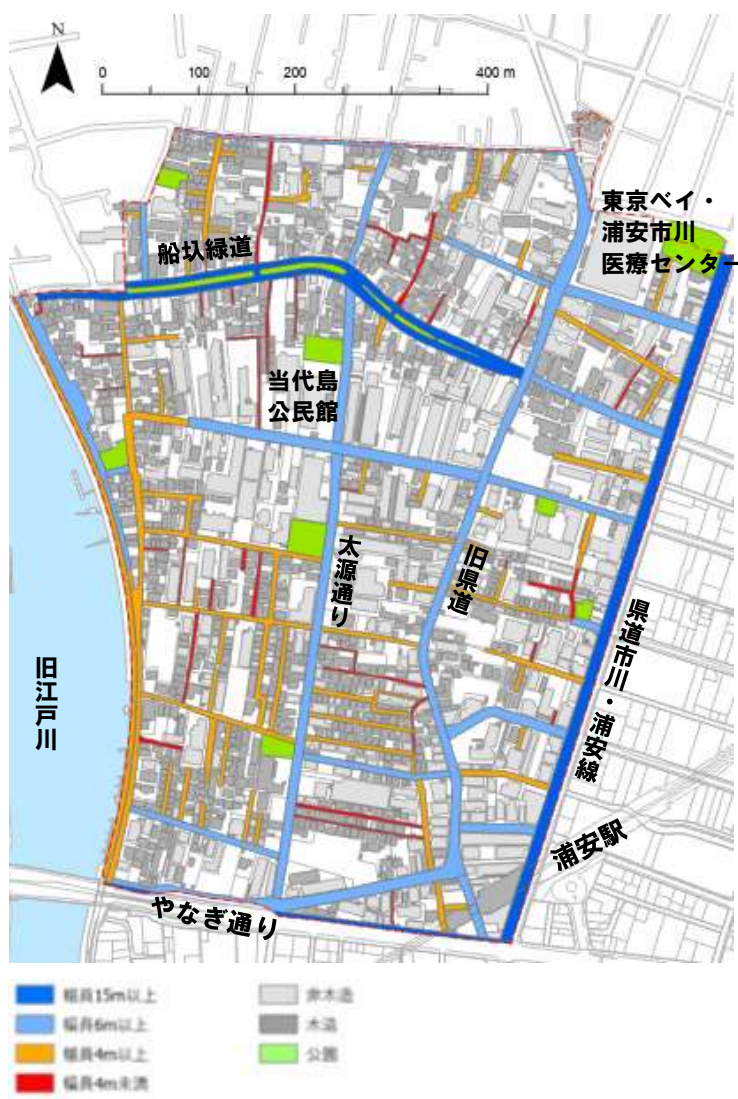 N
0 100 200 400 m
東京ベイ・
浦安市川
医療センター
船圦緑道
当代島
公民館
太源通り
旧県道
県道市川・浦安線
旧江戸川
浦安駅
やなぎ通り
幅員15m以上
幅員6m以上
幅員4m以上
幅員4m未満
非木造
木造
公園